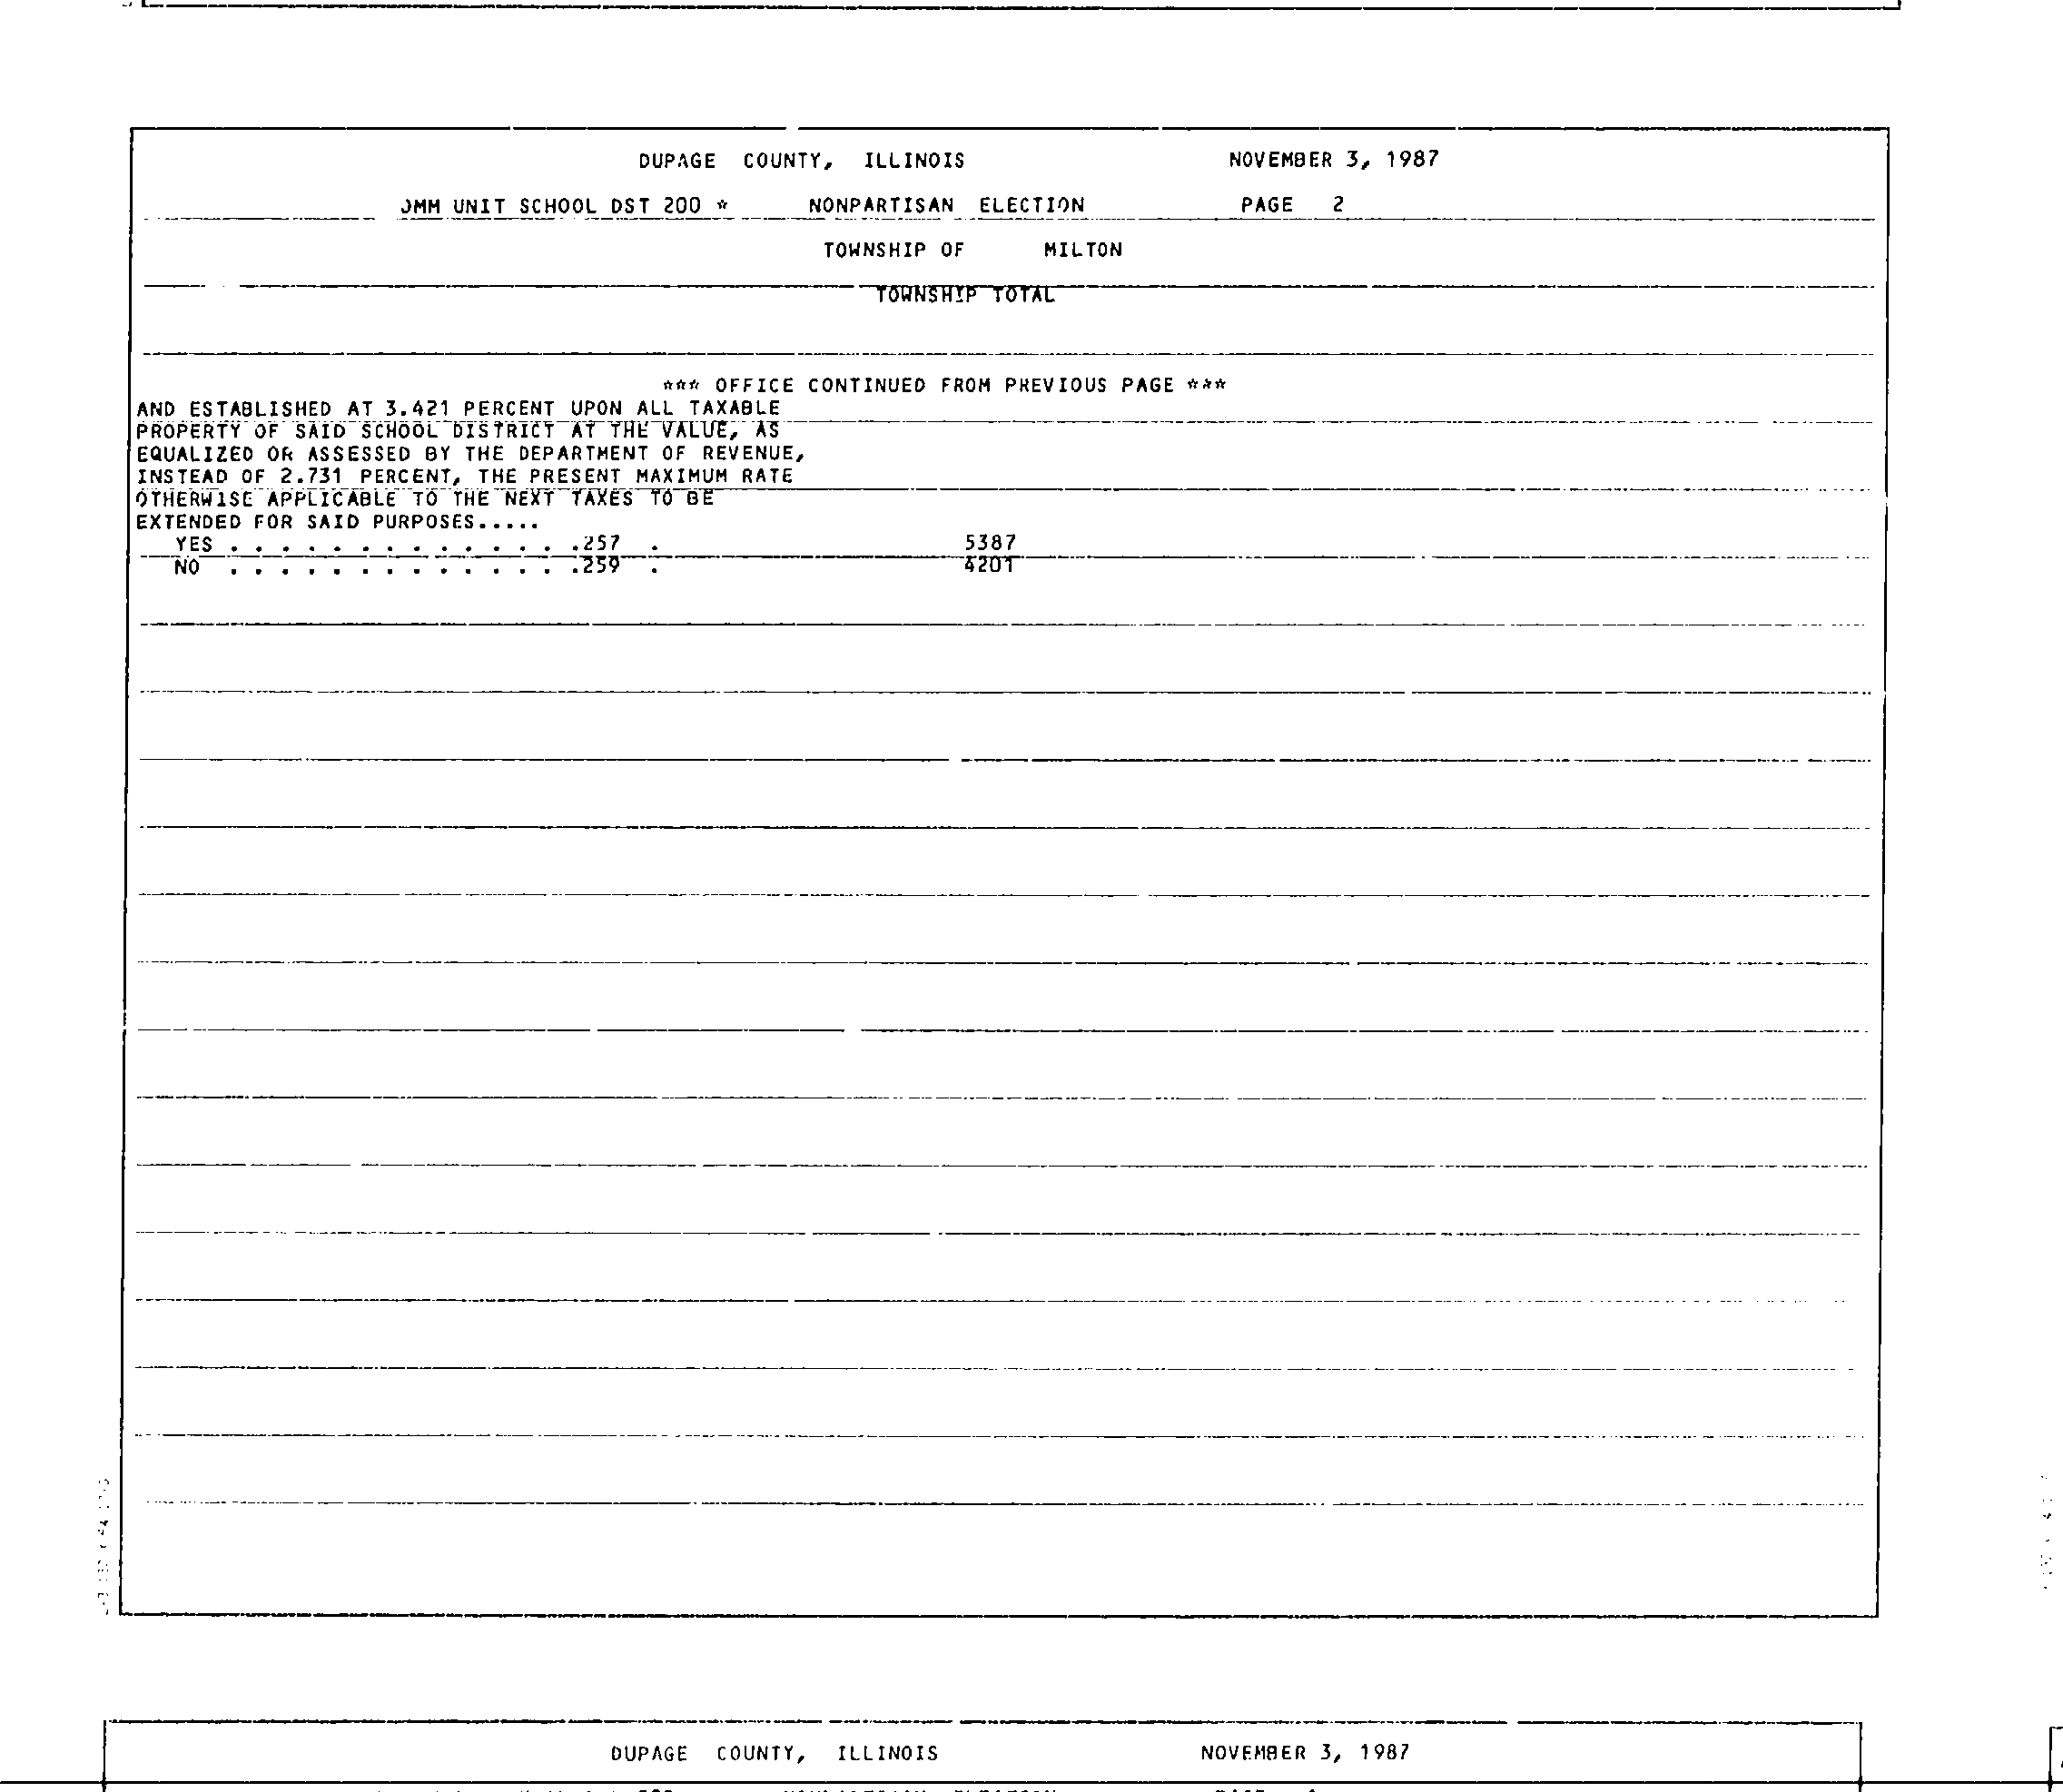 DUPAGE COUNTY, ILLINOIS NOVEMBER 3, 1987
JMM UNIT SCHOOL DST 200 * NONPARTISAN ELECTION PAGE 2
TOWNSHIP OF MILTON
TOWNSHIP TOTAL
*** OFFICE CONTINUED FROM PREVIOUS PAGE ***
AND ESTABLISHED AT 3.421 PERCENT UPON ALL TAXABLE
PROPERTY OF SAID SCHOOL DISTRICT AT THE VALUE, AS
EQUALIZED OR ASSESSED BY THE DEPARTMENT OF REVENUE,
INSTEAD OF 2.731 PERCENT, THE PRESENT MAXIMUM RATE
OTHERWISE APPLICABLE TO THE NEXT TAXES TO BE
EXTENDED FOR SAID PURPOSES.....
YES . . . . . . . . . . . . . .257 . 5387
NO . . . . . . . . . . . . . .259 . 4201
DUPAGE COUNTY, ILLINOIS NOVEMBER 3, 1987